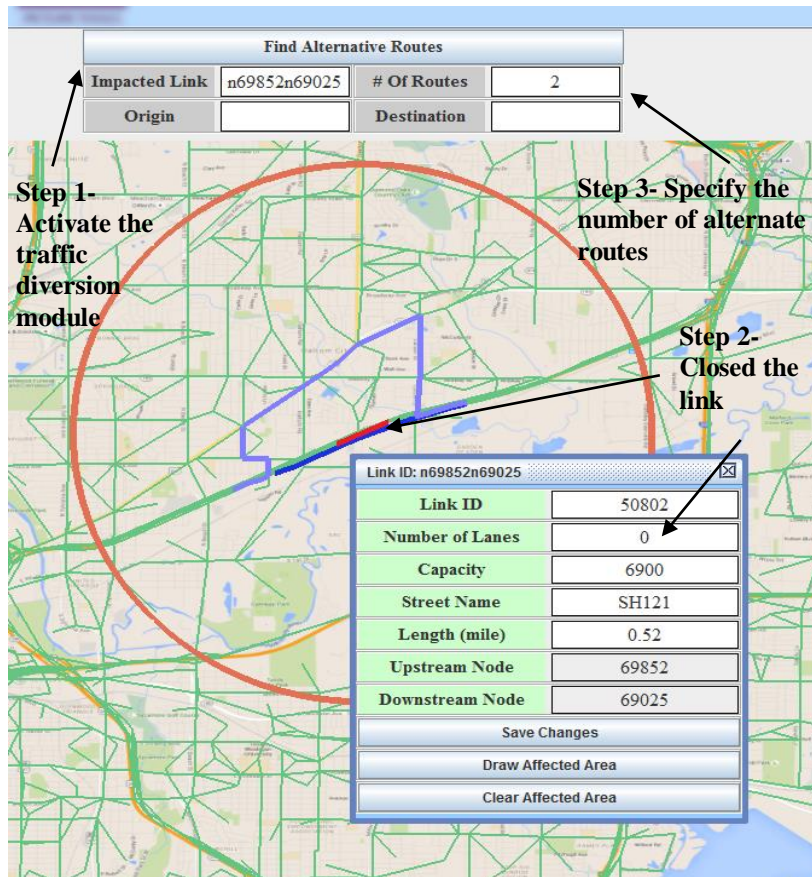 Find Alternative Routes
Impacted Link n69852n69025 # Of Routes 2
Origin Destination
Step 1-
Activate the
traffic
diversion
module
Step 3- Specify the
number of alternate
routes
Step 2-
Closed the
link
Link ID: n69852n69025
Link ID 50802
Number of Lanes 0
Capacity 6900
Street Name SH121
Length (mile) 0.52
Upstream Node 69852
Downstream Node 69025
Save Changes
Draw Affected Area
Clear Affected Area